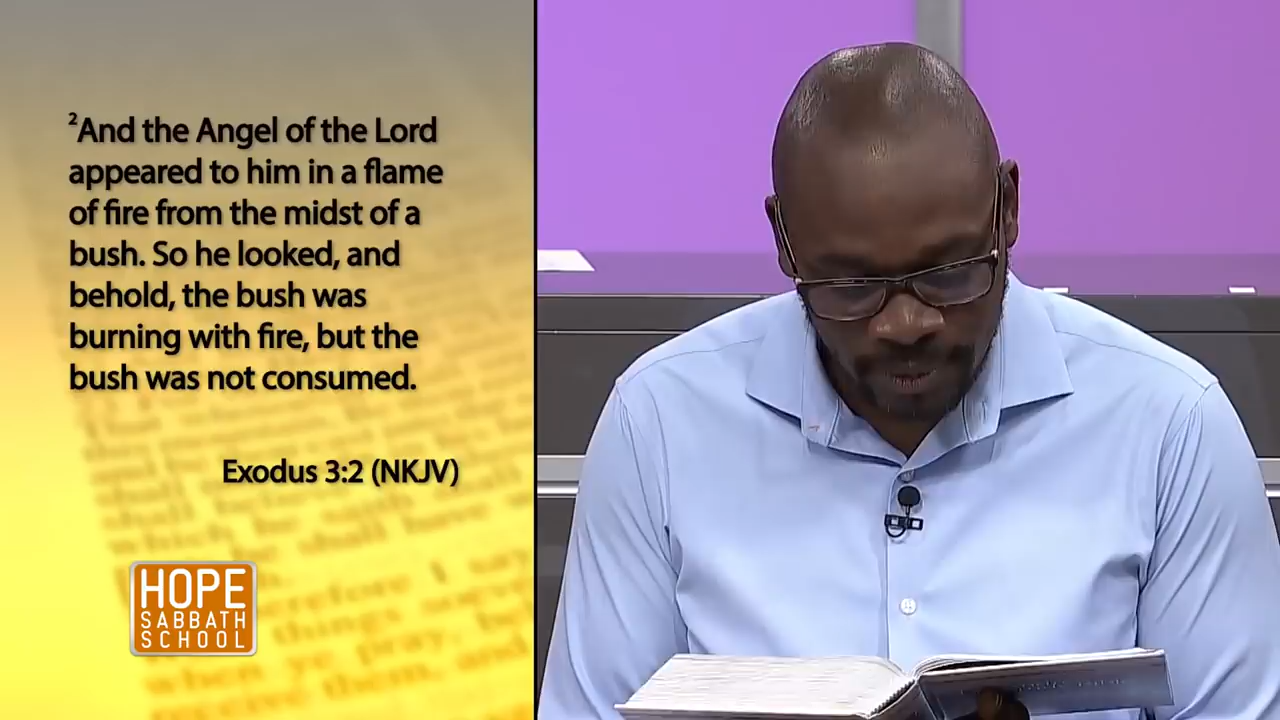 ²And the Angel of the Lord
appeared to him in a flame
of fire from the midst of a
bush. So he looked, and
behold, the bush was
burning with fire, but the
bush was not consumed.
Exodus 3:2 (NKJV)
HOPE
SABBATH
SCHOOL